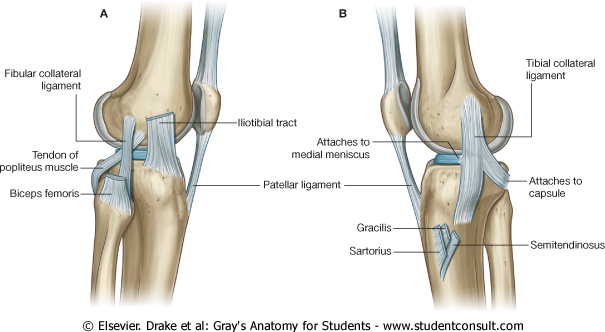 A
B
Fibular collateral
ligament
Iliotibial tract
Tendon of
popliteus muscle
Biceps femoris
Patellar ligament
Tibial collateral
ligament
Attaches to
medial meniscus
Attaches to
capsule
Gracilis
Sartorius
Semitendinosus
© Elsevier. Drake et al: Gray's Anatomy for Students - www.studentconsult.com